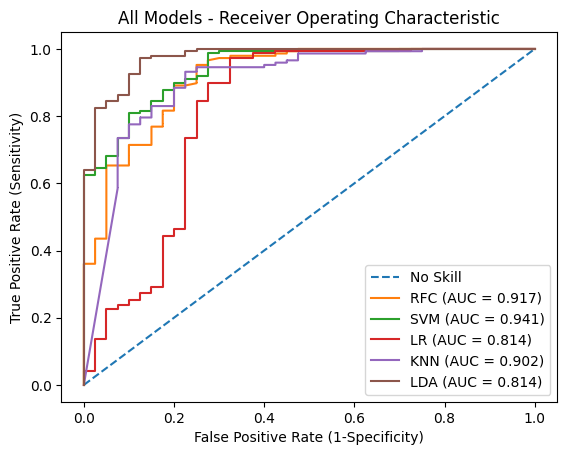 All Models - Receiver Operating Characteristic
True Positive Rate (Sensitivity)
1.0
0.8
0.6
0.4
0.2
0.0
No Skill
RFC (AUC = 0.917)
SVM (AUC = 0.941)
LR (AUC = 0.814)
KNN (AUC = 0.902)
LDA (AUC = 0.814)
0.0 0.2 0.4 0.6 0.8 1.0
False Positive Rate (1-Specificity)